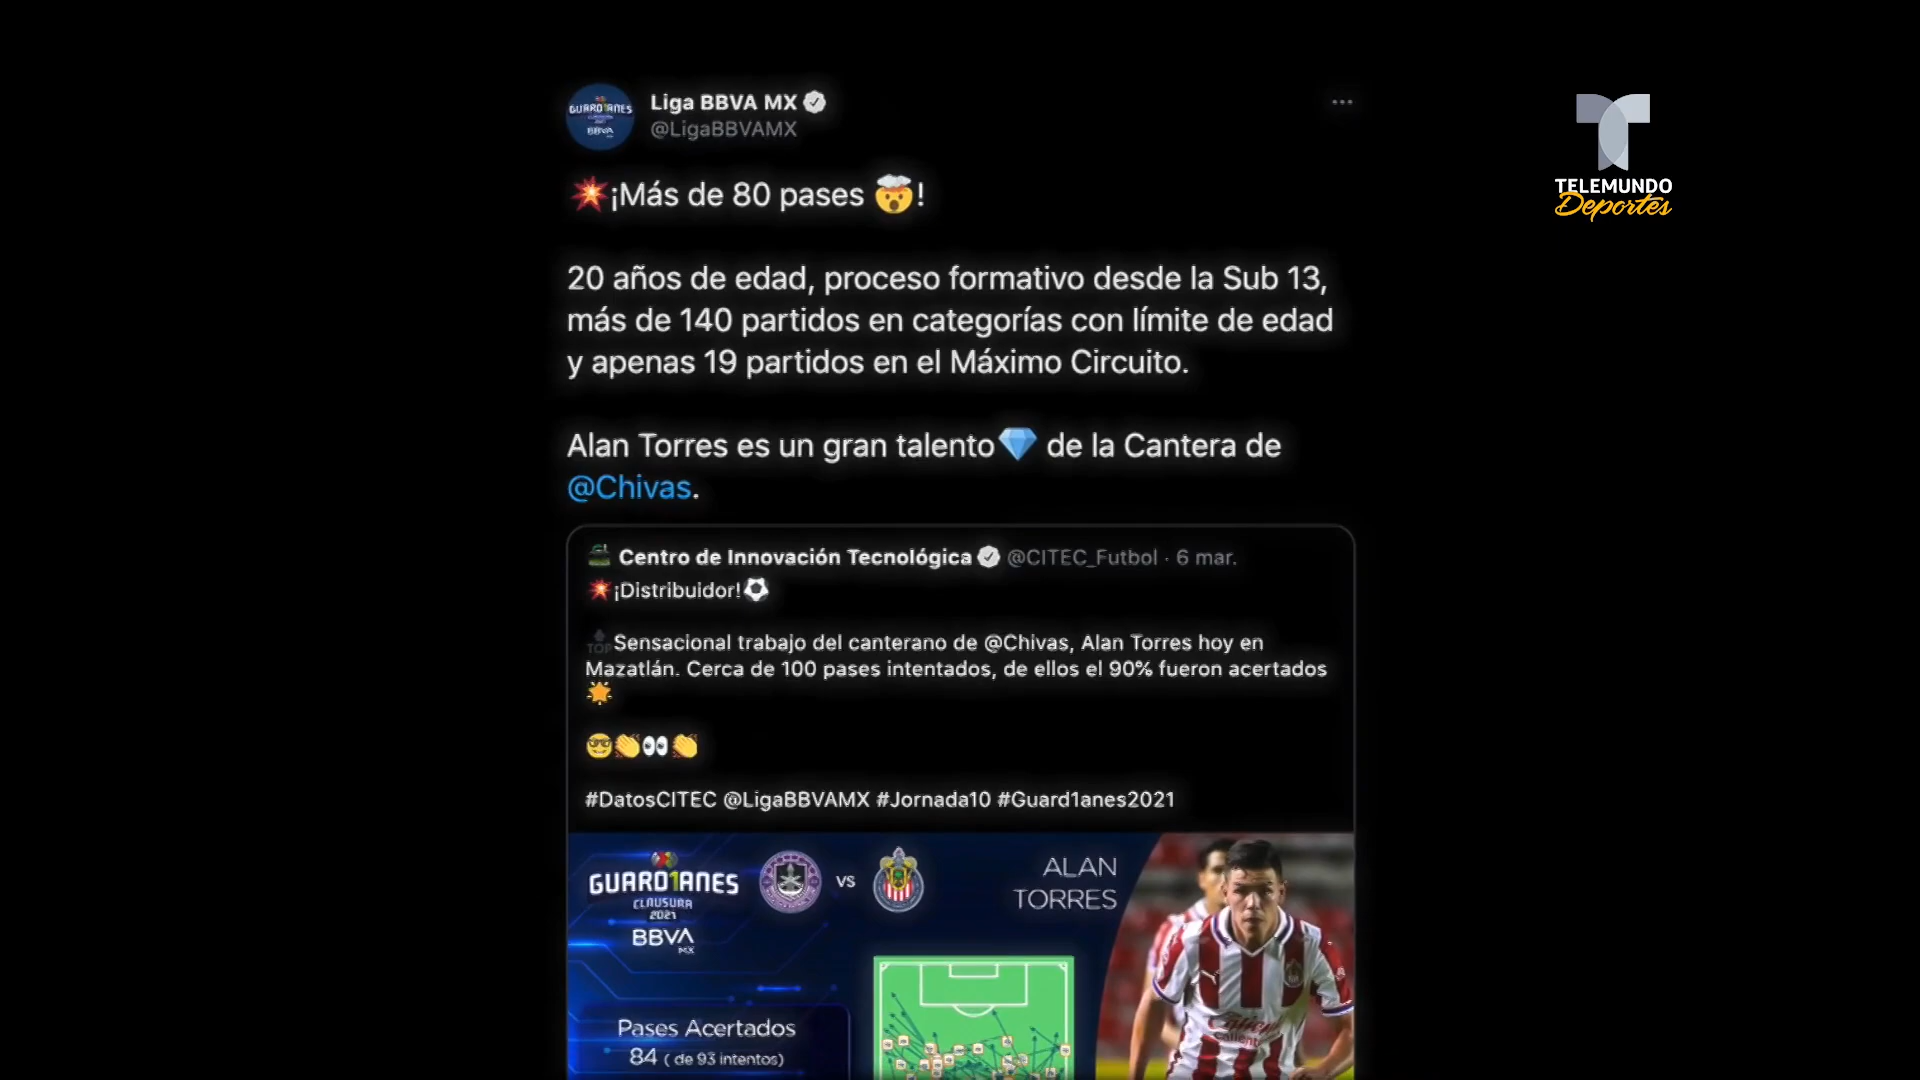 Liga BBVA MX
@LigaBBVAMX
💥¡Más de 80 pases 🤯!
20 años de edad, proceso formativo desde la Sub 13,
más de 140 partidos en categorías con límite de edad
y apenas 19 partidos en el Máximo Circuito.
Alan Torres es un gran talento💎 de la Cantera de
@Chivas.
Centro de Innovación Tecnológica @CITEC_Futbol · 6 mar.
💥¡Distribuidor!⚽
🔝Sensacional trabajo del canterano de @Chivas, Alan Torres hoy en
Mazatlán. Cerca de 100 pases intentados, de ellos el 90% fueron acertados
🌟
🤓👏👀👏
#DatosCITEC @LigaBBVAMX #Jornada10 #Guard1anes2021
GUARD1ANES
CLAUSURA
2021
BBVA
MX
vs
ALAN
TORRES
Pases Acertados
84 ( de 93 intentos)
GUARD1ANES
BBVA
TELEMUNDO
Deportes